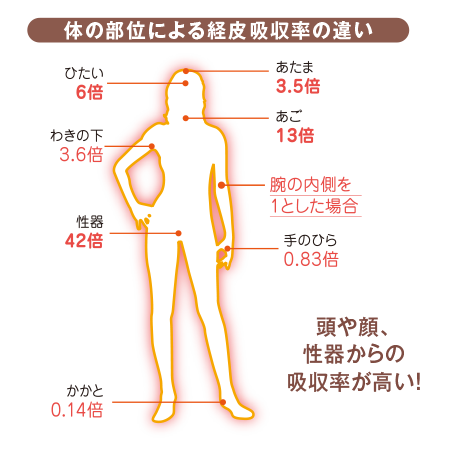 体の部位による経皮吸収率の違い
ひたい
6倍
あたま
3.5倍
あご
13倍
わきの下
3.6倍
腕の内側を
1とした場合
性器
42倍
手のひら
0.83倍
頭や顔、
性器からの
吸収率が高い!
かかと
0.14倍